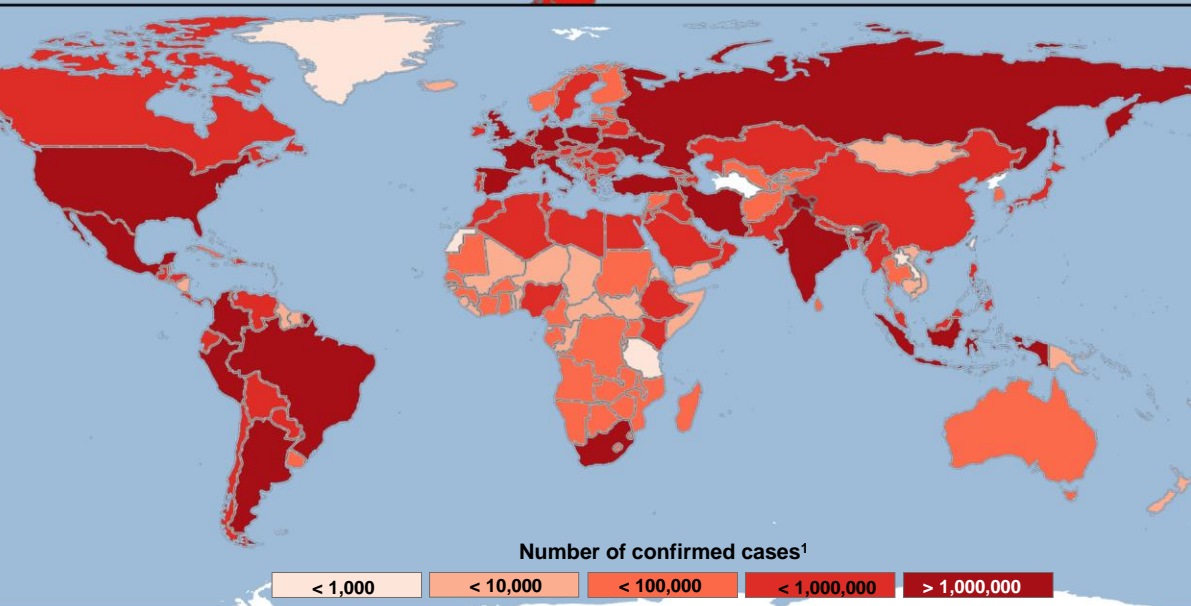 Number of confirmed cases¹
< 1,000 < 10,000 < 100,000 < 1,000,000 > 1,000,000